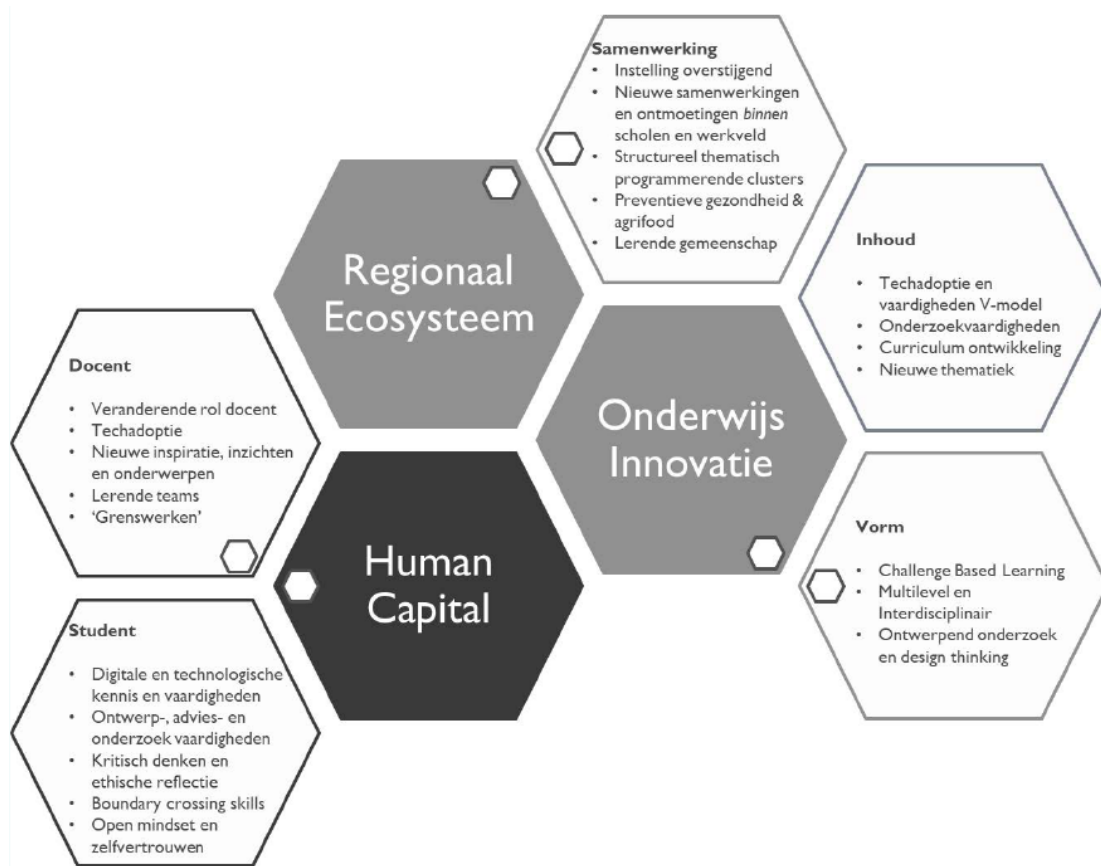 Samenwerking
• Instelling overstijgend
• Nieuwe samenwerkingen
en ontmoetingen binnen
scholen en werkveld
• Structureel thematisch
programmerende clusters
• Preventieve gezondheid &
agrifood
• Lerende gemeenschap
Regionaal
Ecosysteem
Inhoud
• Techadoptie en
vaardigheden V-model
• Onderzoekvaardigheden
• Curriculum ontwikkeling
• Nieuwe thematiek
Docent
• Veranderende rol docent
• Techadoptie
• Nieuwe inspiratie, inzichten
en onderwerpen
• Lerende teams
• ‘Grenswerken’
Onderwijs
Innovatie
Human
Capital
Vorm
• Challenge Based Learning
• Multilevel en
Interdisciplinair
• Ontwerpend onderzoek
en design thinking
Student
• Digitale en technologische
kennis en vaardigheden
• Ontwerp-, advies- en
onderzoek vaardigheden
• Kritisch denken en
ethische reflectie
• Boundary crossing skills
• Open mindset en
zelfvertrouwen